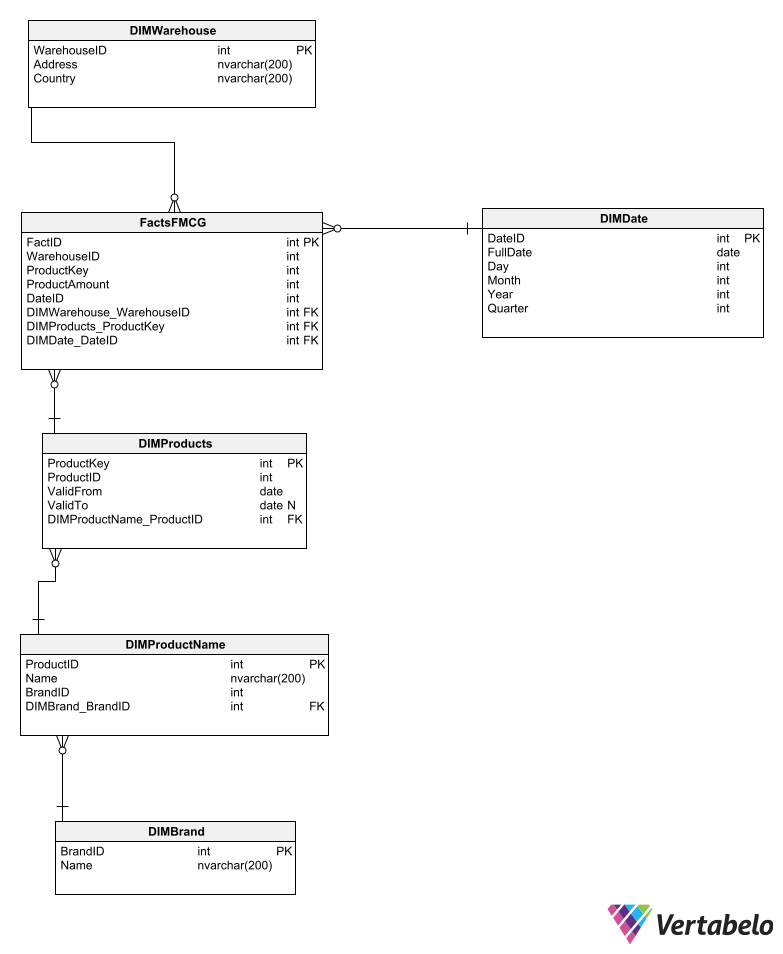 DIMWarehouse
WarehouseID int PK
Address nvarchar(200)
Country nvarchar(200)
FactsFMCG
FactID int PK
WarehouseID int
ProductKey int
ProductAmount int
DateID int
DIMWarehouse_WarehouseID int FK
DIMProducts_ProductKey int FK
DIMDate_DateID int FK
DIMDate
DateID int PK
FullDate date
Day int
Month int
Year int
Quarter int
DIMProducts
ProductKey int PK
ProductID int
ValidFrom date
ValidTo date N
DIMProductName_ProductID int FK
DIMProductName
ProductID int PK
Name nvarchar(200)
BrandID int
DIMBrand_BrandID int FK
DIMBrand
BrandID int PK
Name nvarchar(200)
Vertabelo